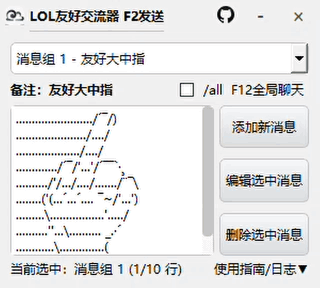 LOL友好交流器 F2发送
消息组 1 - 友好大中指
备注：友好大中指
/all F12全局聊天
......................../´¯/)
....................../..../
..................../..../
............./´¯/'...'/´¯¯`·¸
........../'/.../..../......./¨¯\
........('(...´...´.... ¯~/'...')
.........\.................'...../
..........''...\.......... _.·´
............\..............(
添加新消息
编辑选中消息
删除选中消息
当前选中：消息组 1 (1/10 行)
使用指南/日志▼